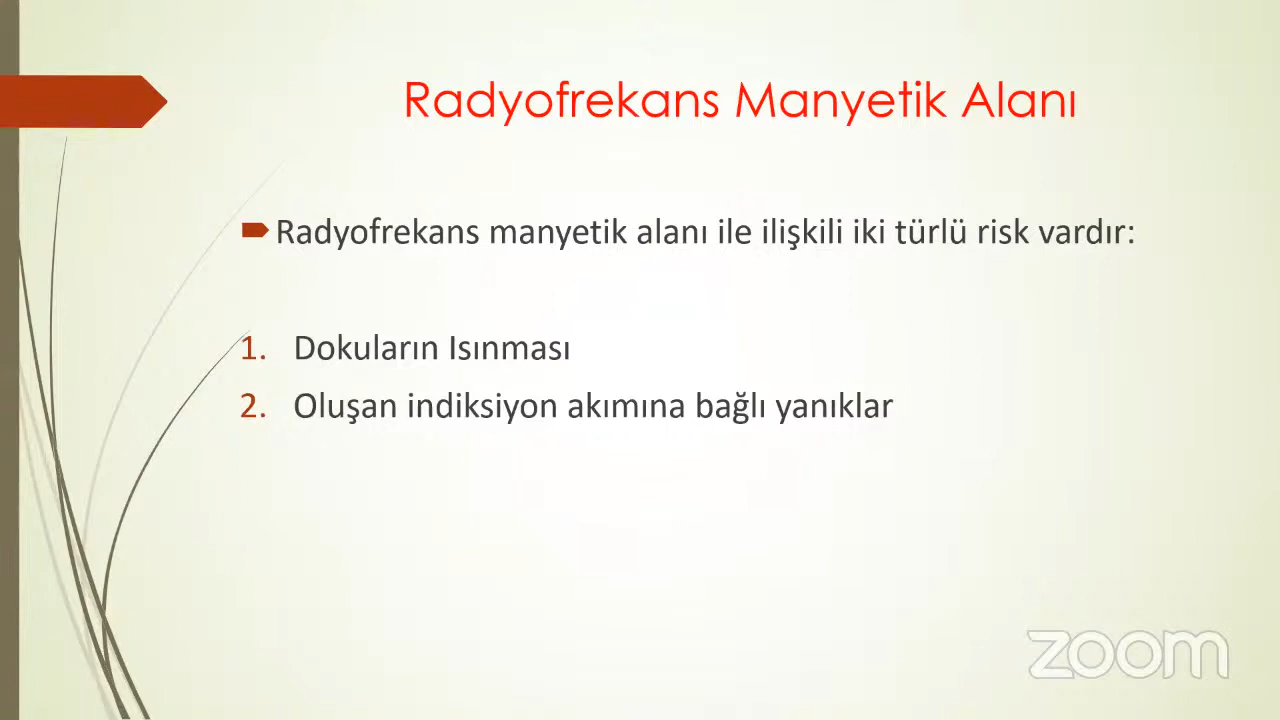 Radyofrekans Manyetik Alanı
Radyofrekans manyetik alanı ile ilişkili iki türlü risk vardır:
1. Dokuların Isınması
2. Oluşan indiksiyon akımına bağlı yanıklar
zoom